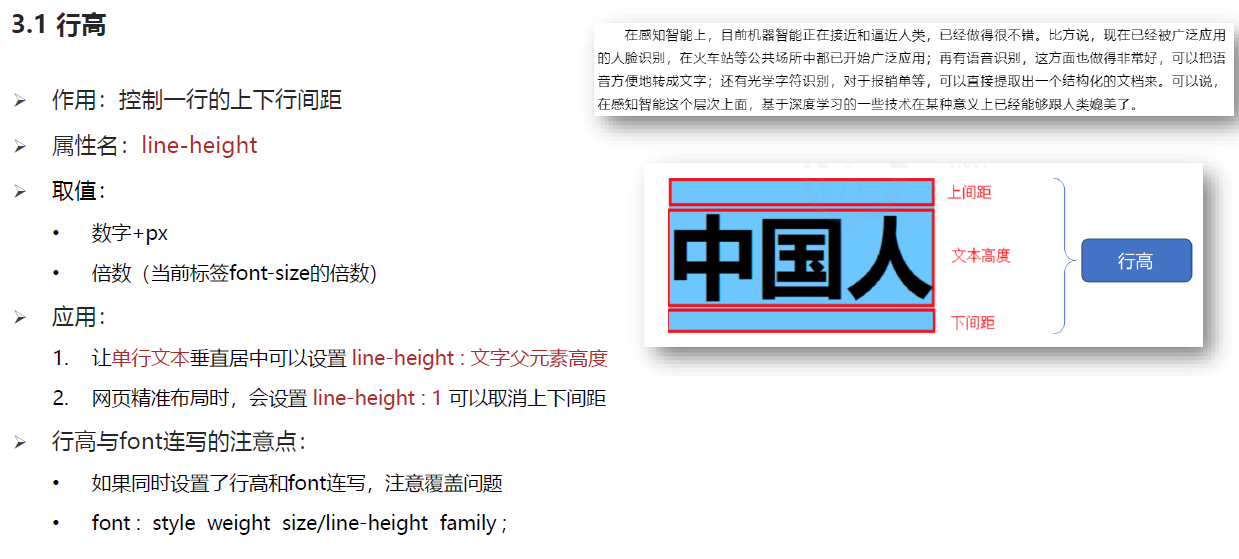 3.1 行高
➢ 作用：控制一行的上下行间距
➢ 属性名：line-height
➢ 取值：
• 数字+px
• 倍数（当前标签font-size的倍数）
➢ 应用：
1. 让单行文本垂直居中可以设置 line-height : 文字父元素高度
2. 网页精准布局时，会设置 line-height : 1 可以取消上下间距
➢ 行高与font连写的注意点：
• 如果同时设置了行高和font连写，注意覆盖问题
• font : style weight size/line-height family ;
在感知智能上，目前机器智能正在接近和逼近人类，已经做得很不错。比方说，现在已经被广泛应用
的人脸识别，在火车站等公共场所中都已开始广泛应用；再有语音识别，这方面也做得非常好，可以把语
音方便地转成文字；还有光学字符识别，对于报销单等，可以直接提取出一个结构化的文档来。可以说，
在感知智能这个层次上面，基于深度学习的一些技术在某种意义上已经能够跟人类媲美了。
上间距
中国人
文本高度
下间距
行高